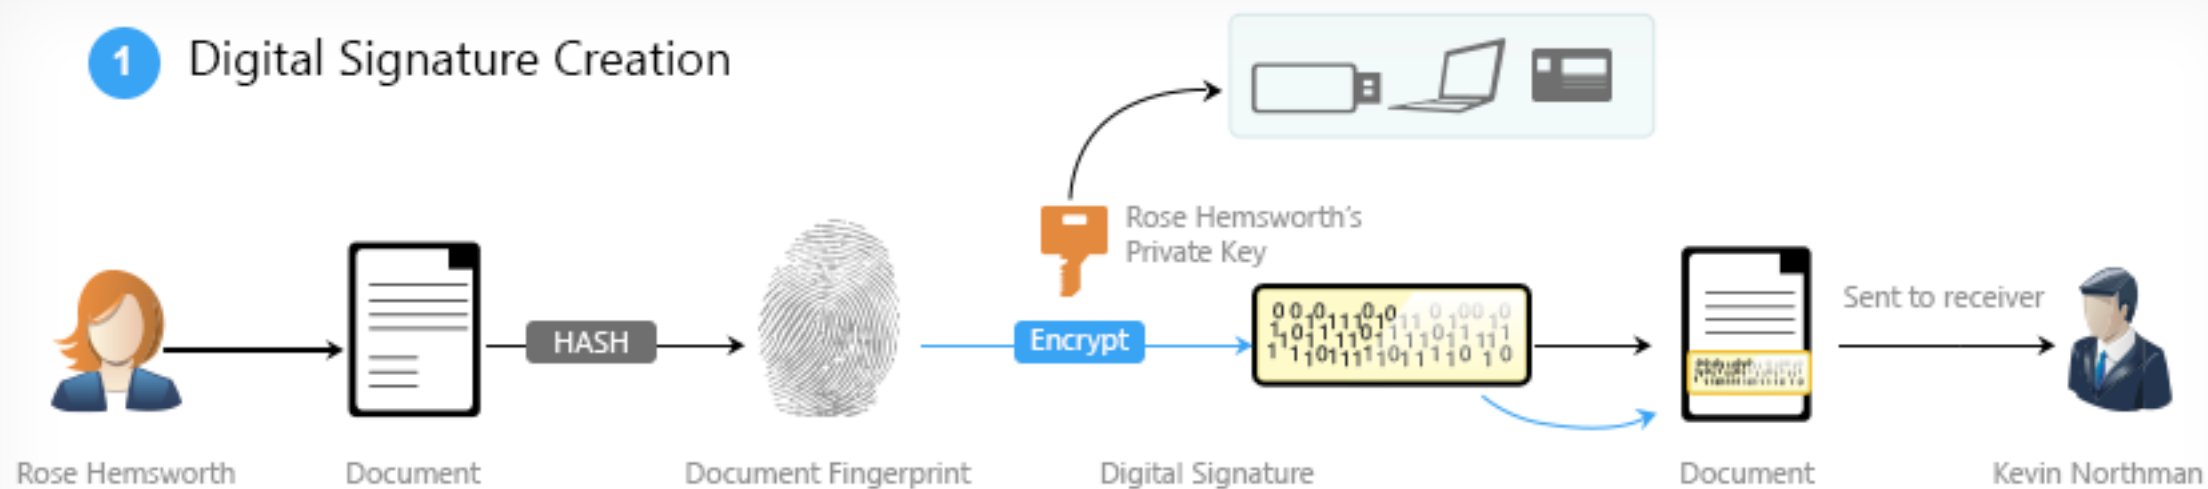 1 Digital Signature Creation
Rose Hemsworth's
Private Key
HASH
Encrypt
Sent to receiver
Rose Hemsworth
Document
Document Fingerprint
Digital Signature
Document
Kevin Northman